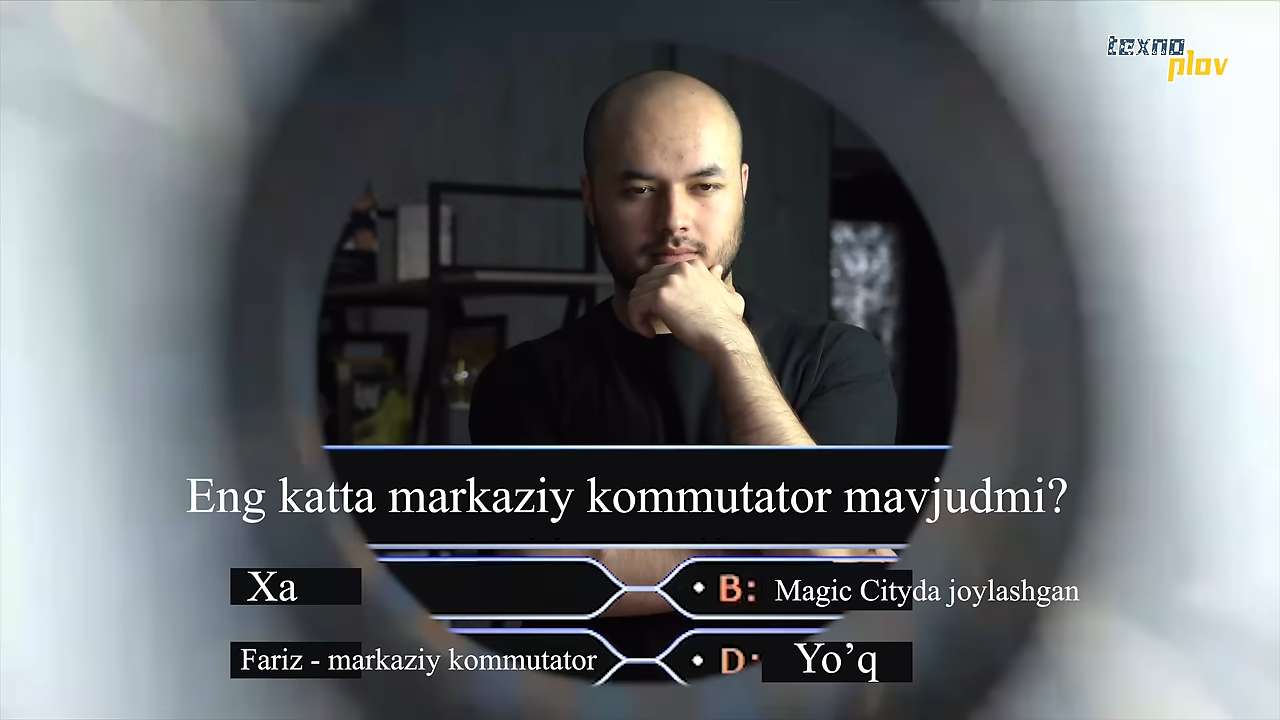 texno
plov
Eng katta markaziy kommutator mavjudmi?
Xa
B: Magic Cityda joylashgan
Fariz - markaziy kommutator
D: Yo’q